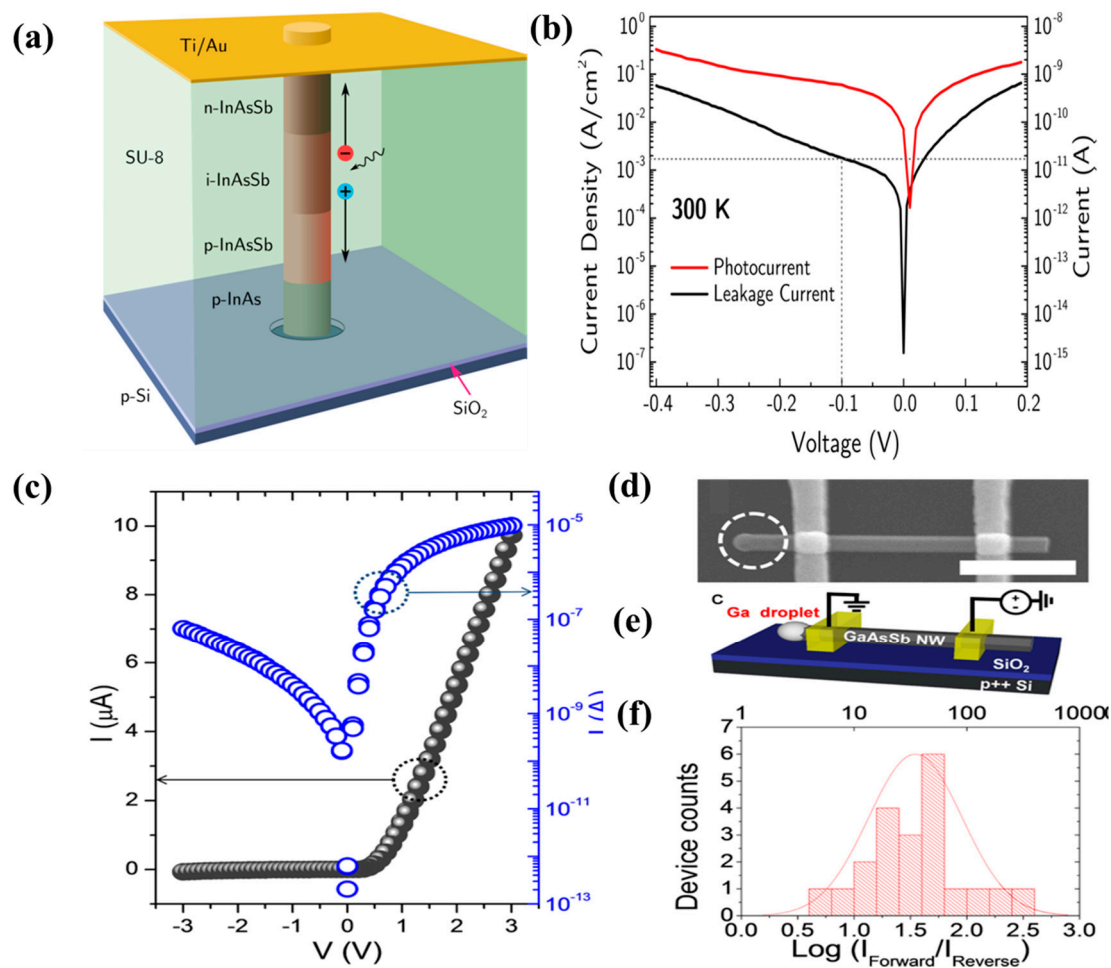 (a)
Ti/Au
n-InAsSb
SU-8
i-InAsSb
p-InAsSb
p-InAs
p-Si
SiO2
(b)
Current Density (A/cm2)
10^0
10^-1
10^-2
10^-3
10^-4
10^-5
10^-6
10^-7
300 K
Photocurrent
Leakage Current
10^-8
10^-9
10^-10
10^-11
10^-12
10^-13
10^-14
10^-15
Current (A)
-0.4 -0.3 -0.2 -0.1 0.0 0.1 0.2
Voltage (V)
(c)
I (μA)
10
8
6
4
2
0
10^-5
10^-7
10^-9
10^-11
10^-13
-3 -2 -1 0 1 2 3
V (V)
(d)
C
Ga droplet
GaAsSb NW
SiO2
p++ Si
(e)
(f)
1 10 100 1000
Device counts
7
6
5
4
3
2
1
0
0.0 0.5 1.0 1.5 2.0 2.5 3.0
Log (IForward/IReverse)